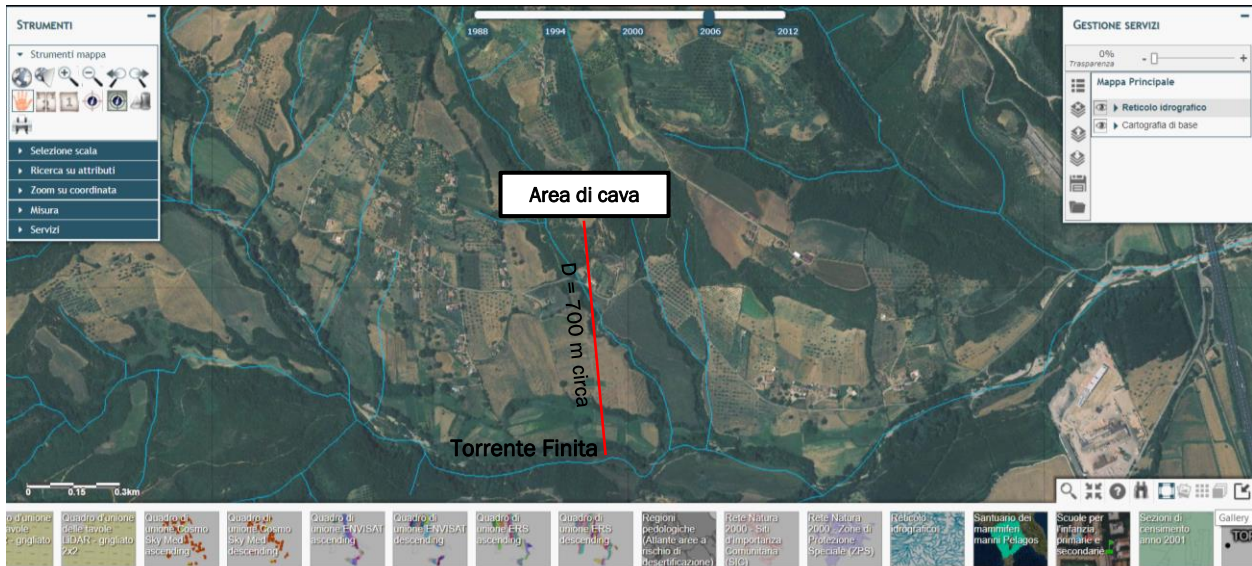 STRUMENTI
Strumenti mappa
Selezione scala
Ricerca su attributi
Zoom su coordinata
Misura
Servizi
1988
1994
2000
2006
2012
GESTIONE SERVIZI
0%
Trasparenza
-
+
Mappa Principale
Reticolo idrografico
Cartografia di base
Area di cava
D = 700 m circa
Torrente Finita
0
0.15
0.3km
o d'unione
avole
- grigliato
Quadro d'unione
delle tavole
LiDAR - grigliato
2x2
Quadro di
unione Cosmo
Sky Med
ascending
Quadro di
unione Cosmo
Sky Med
descending
Quadro di
unione ENVISAT
ascending
Quadro di
unione ENVISAT
descending
Quadro di
unione ERS
ascending
Quadro di
unione ERS
descending
Regioni
pedologiche
(Atlante aree a
rischio di
desertificazione)
Rete Natura
2000 - Siti
d'Importanza
Comunitaria
(SIC)
Rete Natura
2000 - Zone di
Protezione
Speciale (ZPS)
Reticolo
idrografico
Santuario dei
mammiferi
marini Pelagos
Scuole per
l'infanzia
primarie e
secondarie
Sezioni di
censimento
anno 2001
Gallery
TOP